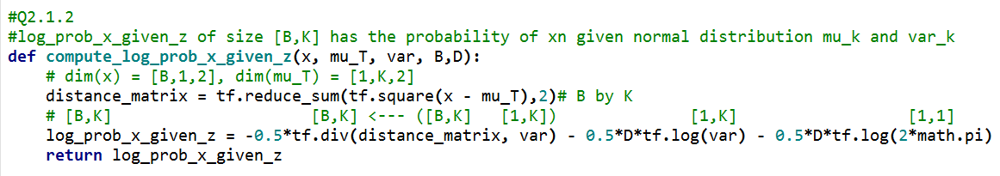 #Q2.1.2
#log_prob_x_given_z of size [B,K] has the probability of xn given normal distribution mu_k and var_k
def compute_log_prob_x_given_z(x, mu_T, var, B,D):
    # dim(x) = [B,1,2], dim(mu_T) = [1,K,2]
    distance_matrix = tf.reduce_sum(tf.square(x - mu_T),2)# B by K
    # [B,K]                     [B,K] <--- ([B,K]   [1,K])              [1,K]                  [1,1]
    log_prob_x_given_z = -0.5*tf.div(distance_matrix, var) - 0.5*D*tf.log(var) - 0.5*D*tf.log(2*math.pi)
    return log_prob_x_given_z